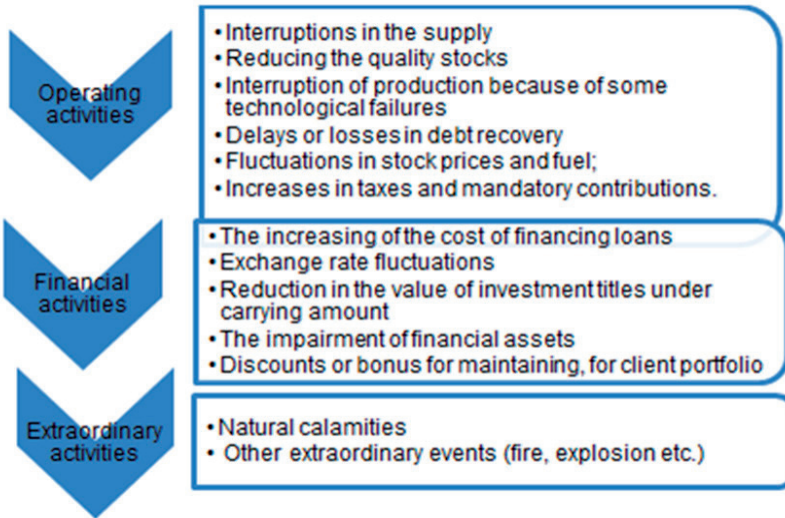 Operating
activities
•Interruptions in the supply
•Reducing the quality stocks
•Interruption of production because of some
technological failures
•Delays or losses in debt recovery
•Fluctuations in stock prices and fuel;
•Increases in taxes and mandatory contributions.
Financial
activities
•The increasing of the cost of financing loans
•Exchange rate fluctuations
•Reduction in the value of investment titles under
carrying amount
•The impairment of financial assets
•Discounts or bonus for maintaining, for client portfolio
Extraordinary
activities
•Natural calamities
• Other extraordinary events (fire, explosion etc.)